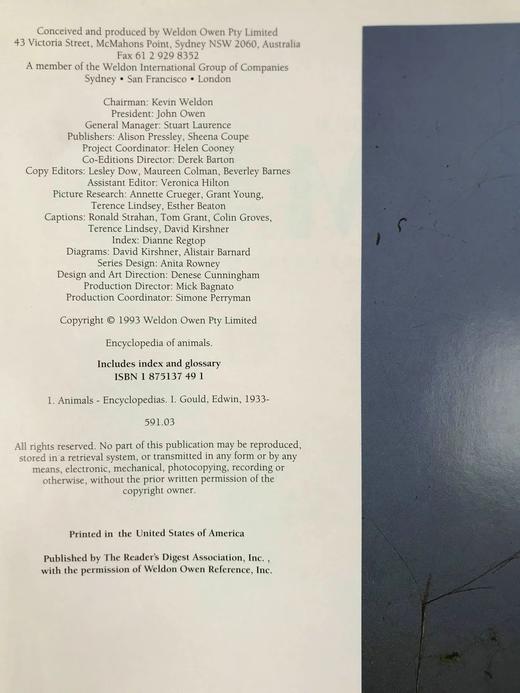 Conceived and produced by Weldon Owen Pty Limited
43 Victoria Street, McMahons Point, Sydney NSW 2060, Australia
Fax 61 2 929 8352
A member of the Weldon International Group of Companies
Sydney • San Francisco • London
Chairman: Kevin Weldon
President: John Owen
General Manager: Stuart Laurence
Publishers: Alison Pressley, Sheena Coupe
Project Coordinator: Helen Cooney
Co-Editions Director: Derek Barton
Copy Editors: Lesley Dow, Maureen Colman, Beverley Barnes
Assistant Editor: Veronica Hilton
Picture Research: Annette Crueger, Grant Young,
Terence Lindsey, Esther Beaton
Captions: Ronald Strahan, Tom Grant, Colin Groves,
Terence Lindsey, David Kirshner
Index: Dianne Regtop
Diagrams: David Kirshner, Alistair Barnard
Series Design: Anita Rowney
Design and Art Direction: Denese Cunningham
Production Director: Mick Bagnato
Production Coordinator: Simone Perryman
Copyright © 1993 Weldon Owen Pty Limited
Encyclopedia of animals.
Includes index and glossary
ISBN 1 875137 49 1
1. Animals - Encyclopedias. I. Gould, Edwin, 1933-
591.03
All rights reserved. No part of this publication may be reproduced,
stored in a retrieval system, or transmitted in any form or by any
means, electronic, mechanical, photocopying, recording or
otherwise, without the prior written permission of the
copyright owner.
Printed in the United States of America
Published by The Reader's Digest Association, Inc. ,
with the permission of Weldon Owen Reference, Inc.